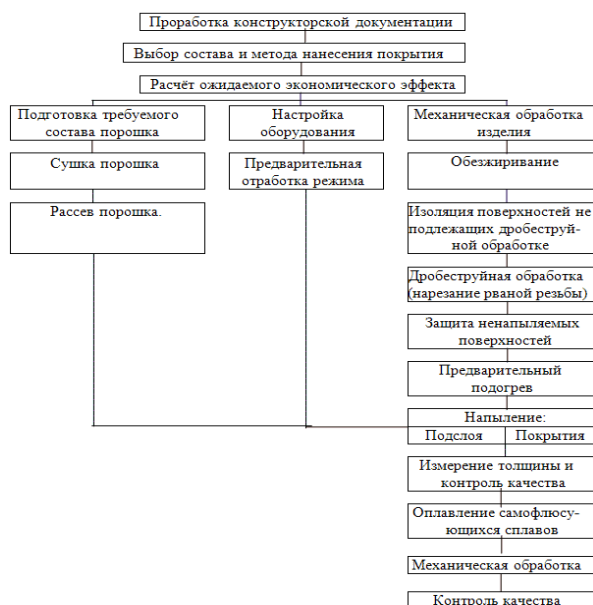 Проработка конструкторской документации
Выбор состава и метода нанесения покрытия
Расчёт ожидаемого экономического эффекта
Подготовка требуемого
состава порошка
Сушка порошка
Рассев порошка.
Настройка
оборудования
Предварительная
отработка режима
Механическая обработка
изделия
Обезжиривание
Изоляция поверхностей не
подлежащих дробеструй-
ной обработке
Дробеструйная обработка
(нарезание рваной резьбы)
Защита ненапыляемых
поверхностей
Предварительный
подогрев
Напыление:
Подслоя
Покрытия
Измерение толщины и
контроль качества
Оплавление самофлюсу-
ющихся сплавов
Механическая обработка
Контроль качества